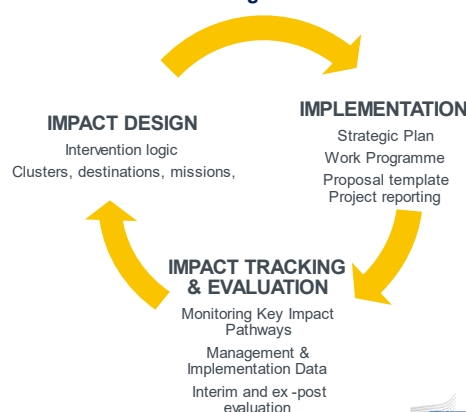 IMPACT DESIGN
Intervention logic
Clusters, destinations, missions,
IMPLEMENTATION
Strategic Plan
Work Programme
Proposal template
Project reporting
IMPACT TRACKING
& EVALUATION
Monitoring Key Impact
Pathways
Management &
Implementation Data
Interim and ex -post
evaluation